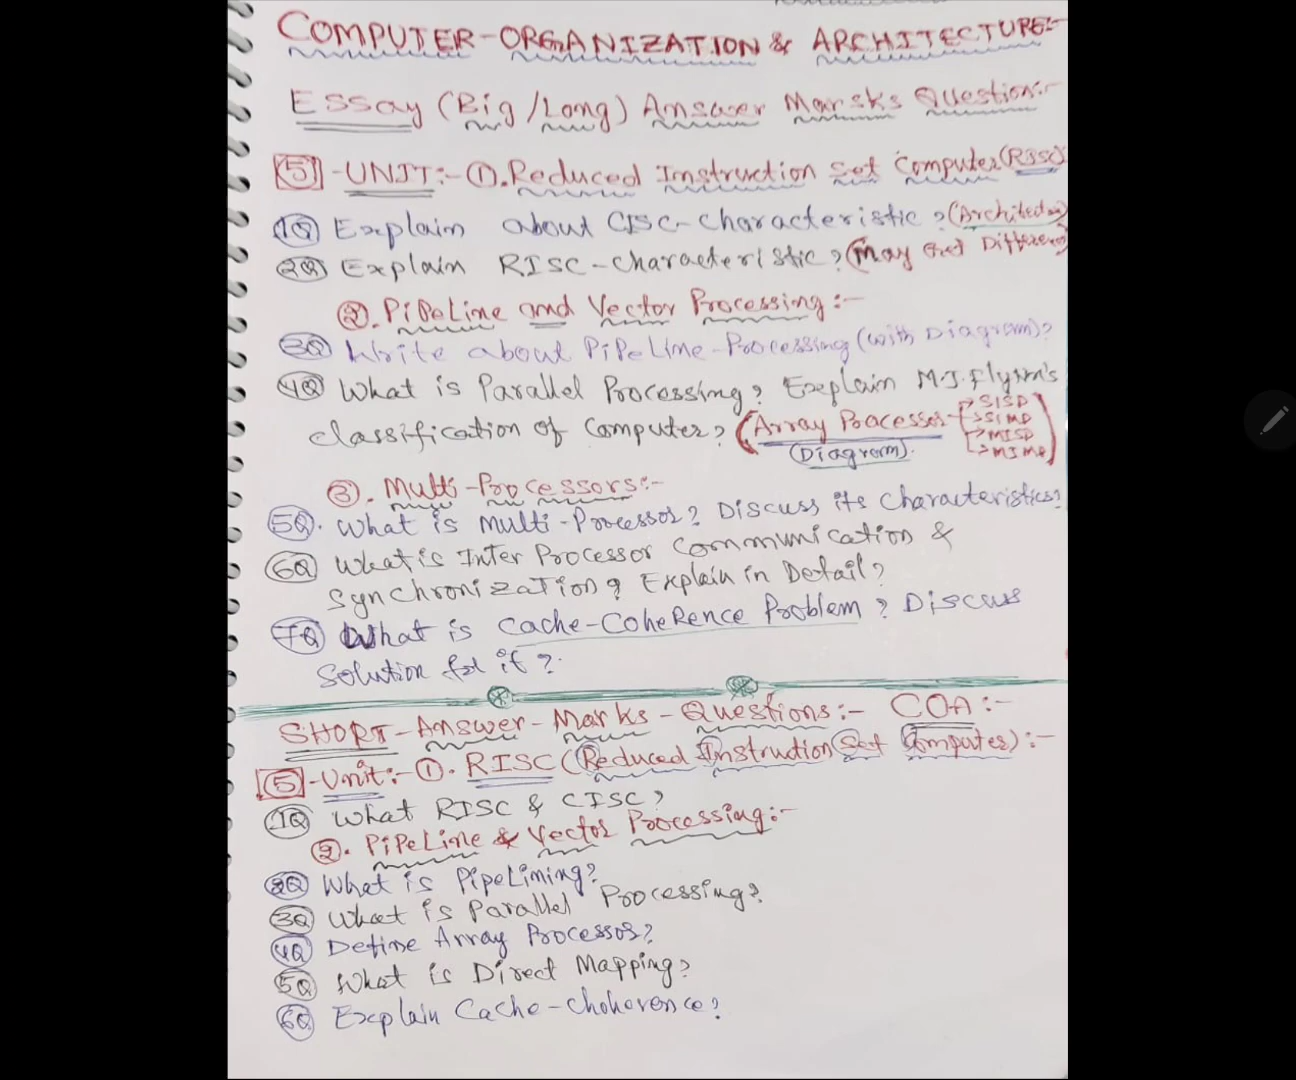 COMPUTER-ORGANIZATION & ARCHITECTURE:-
Essay (Big/Long) Answer Marsks Question:-
5 -UNIT:- ①.Reduced Instruction Set Computer(RISC)
1Q Explain about CISC-characteristic? (Architecture)
2Q Explain RISC-characteristic? (May get Difference
②.PiPeLine and Vector Processing:-
3Q Write about PiPeLine-Processing (with Diagram)?
4Q What is Parallel Processing? Explain M.J.Flynn's
classification of Computer? (Array Processor
SISD
SIMD
MISD
MIMD)
(Diagram).
③. Multi-Processors:-
5Q. What is Multi-Processor? Discuss its Characteristics?
6Q What is Inter Processor Communication &
Synchronization? Explain in Detail?
7Q What is Cache-CoheRence Problem? Discuss
Solution for it?
SHORT-Answer-Marks-Questions:- COA:-
5 -Unit:- ①. RISC (Reduced Instruction Set Computer):-
1Q What RISC & CISC?
②. PiPeLine & Vector Processing:-
2Q What is PipeLining?
3Q What is Parallel Processing?
4Q Define Array Processor?
5Q What is Direct Mapping?
6Q Explain Cache-Choherence?